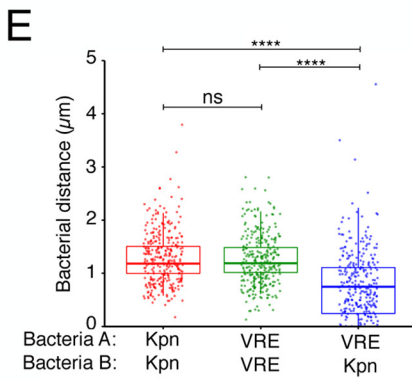 E
****
****
ns
Bacterial distance (µm)
5
4
3
2
1
0
Bacteria A: Kpn VRE VRE
Bacteria B: Kpn VRE Kpn